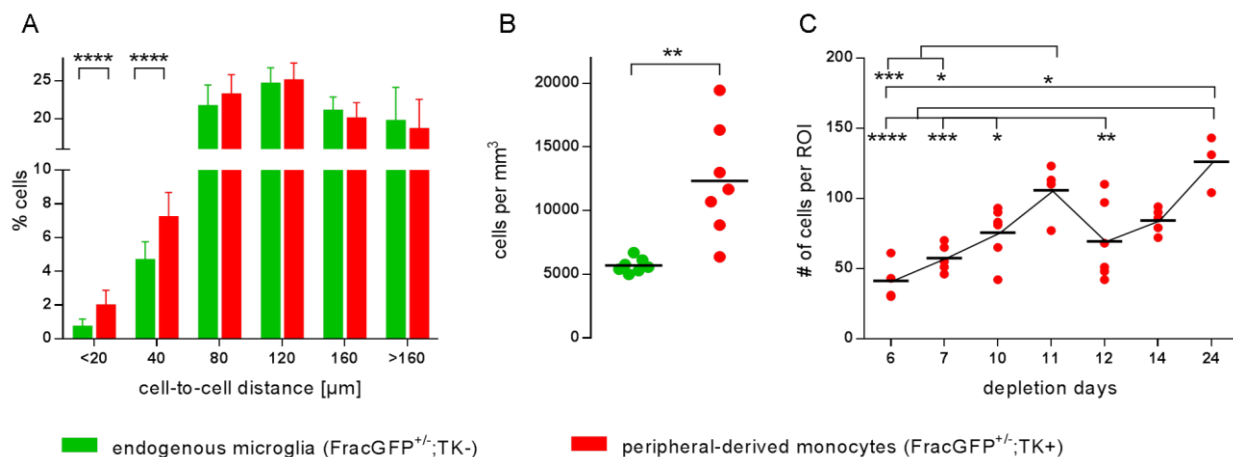 A
% cells
25
20
10
8
6
4
2
0
**** ****
<20 40 80 120 160 >160
cell-to-cell distance [µm]
B
cells per mm³
20000
15000
10000
5000
0
**
C
# of cells per ROI
200
150
100
50
0
*** *
*
**** *** * **
6 7 10 11 12 14 24
depletion days
endogenous microglia (FracGFP+/-;TK-)
peripheral-derived monocytes (FracGFP+/-;TK+)